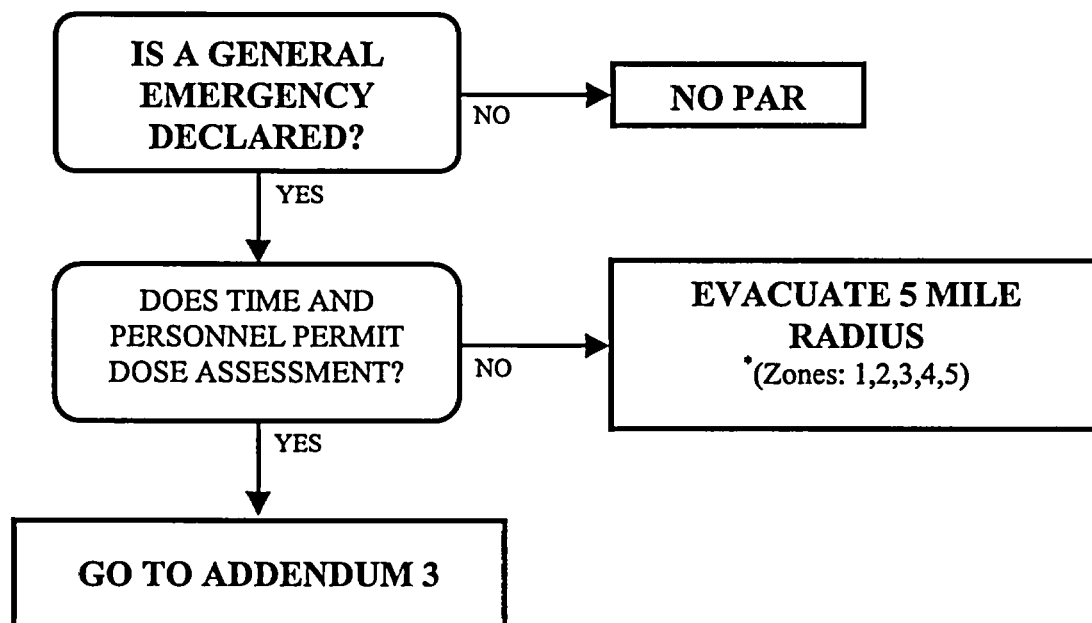 IS A GENERAL
EMERGENCY
DECLARED?
NO
NO PAR
YES
DOES TIME AND
PERSONNEL PERMIT
DOSE ASSESSMENT?
NO
EVACUATE 5 MILE
RADIUS
*(Zones: 1,2,3,4,5)
YES
GO TO ADDENDUM 3